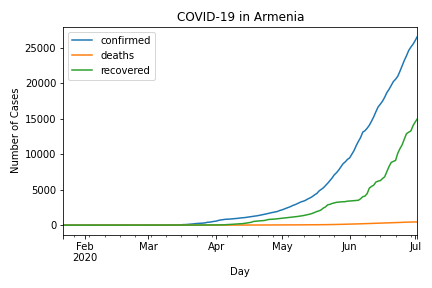 COVID-19 in Armenia
confirmed
deaths
recovered
Number of Cases
25000
20000
15000
10000
5000
0
Feb
2020
Mar
Apr
May
Jun
Jul
Day